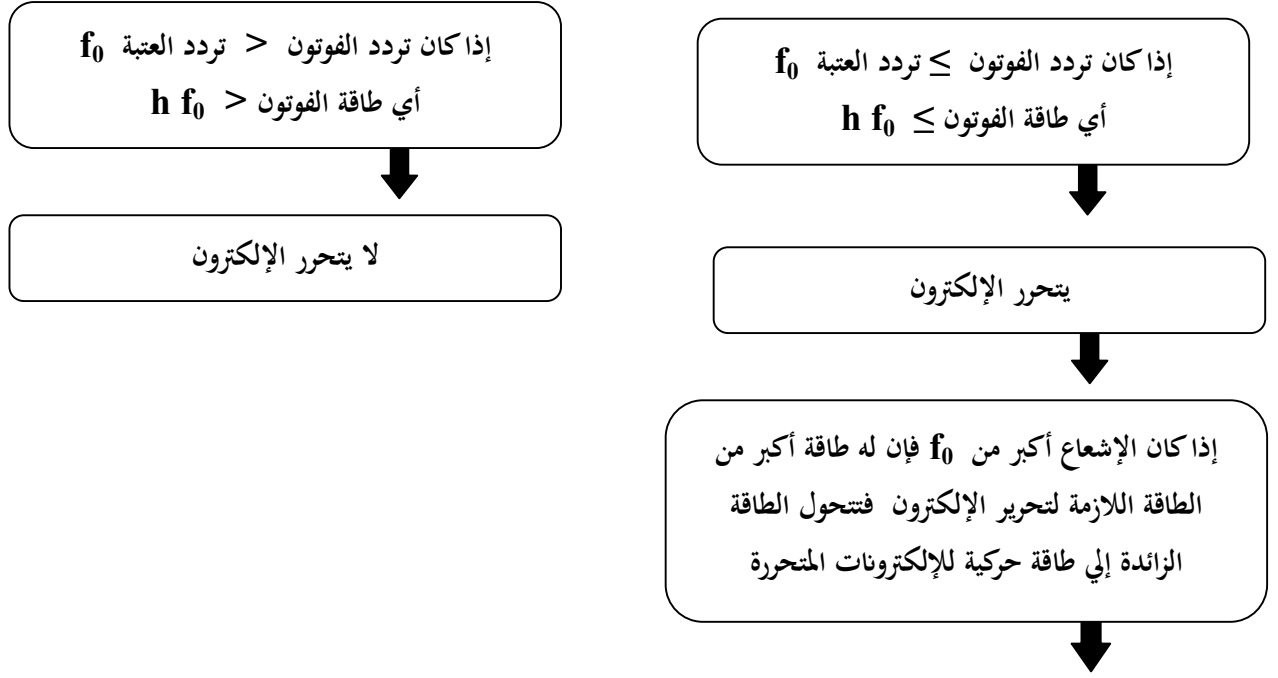 إذا كان تردد الفوتون ≥ تردد العتبة f₀
أي طاقة الفوتون ≥ h f₀
يتحرر الإلكترون
إذا كان الإشعاع أكبر من f₀ فإن له طاقة أكبر من
الطاقة اللازمة لتحرير الإلكترون فتتحول الطاقة
الزائدة إلي طاقة حركية للإلكترونات المتحررة
إذا كان تردد الفوتون < تردد العتبة f₀
أي طاقة الفوتون < h f₀
لا يتحرر الإلكترون